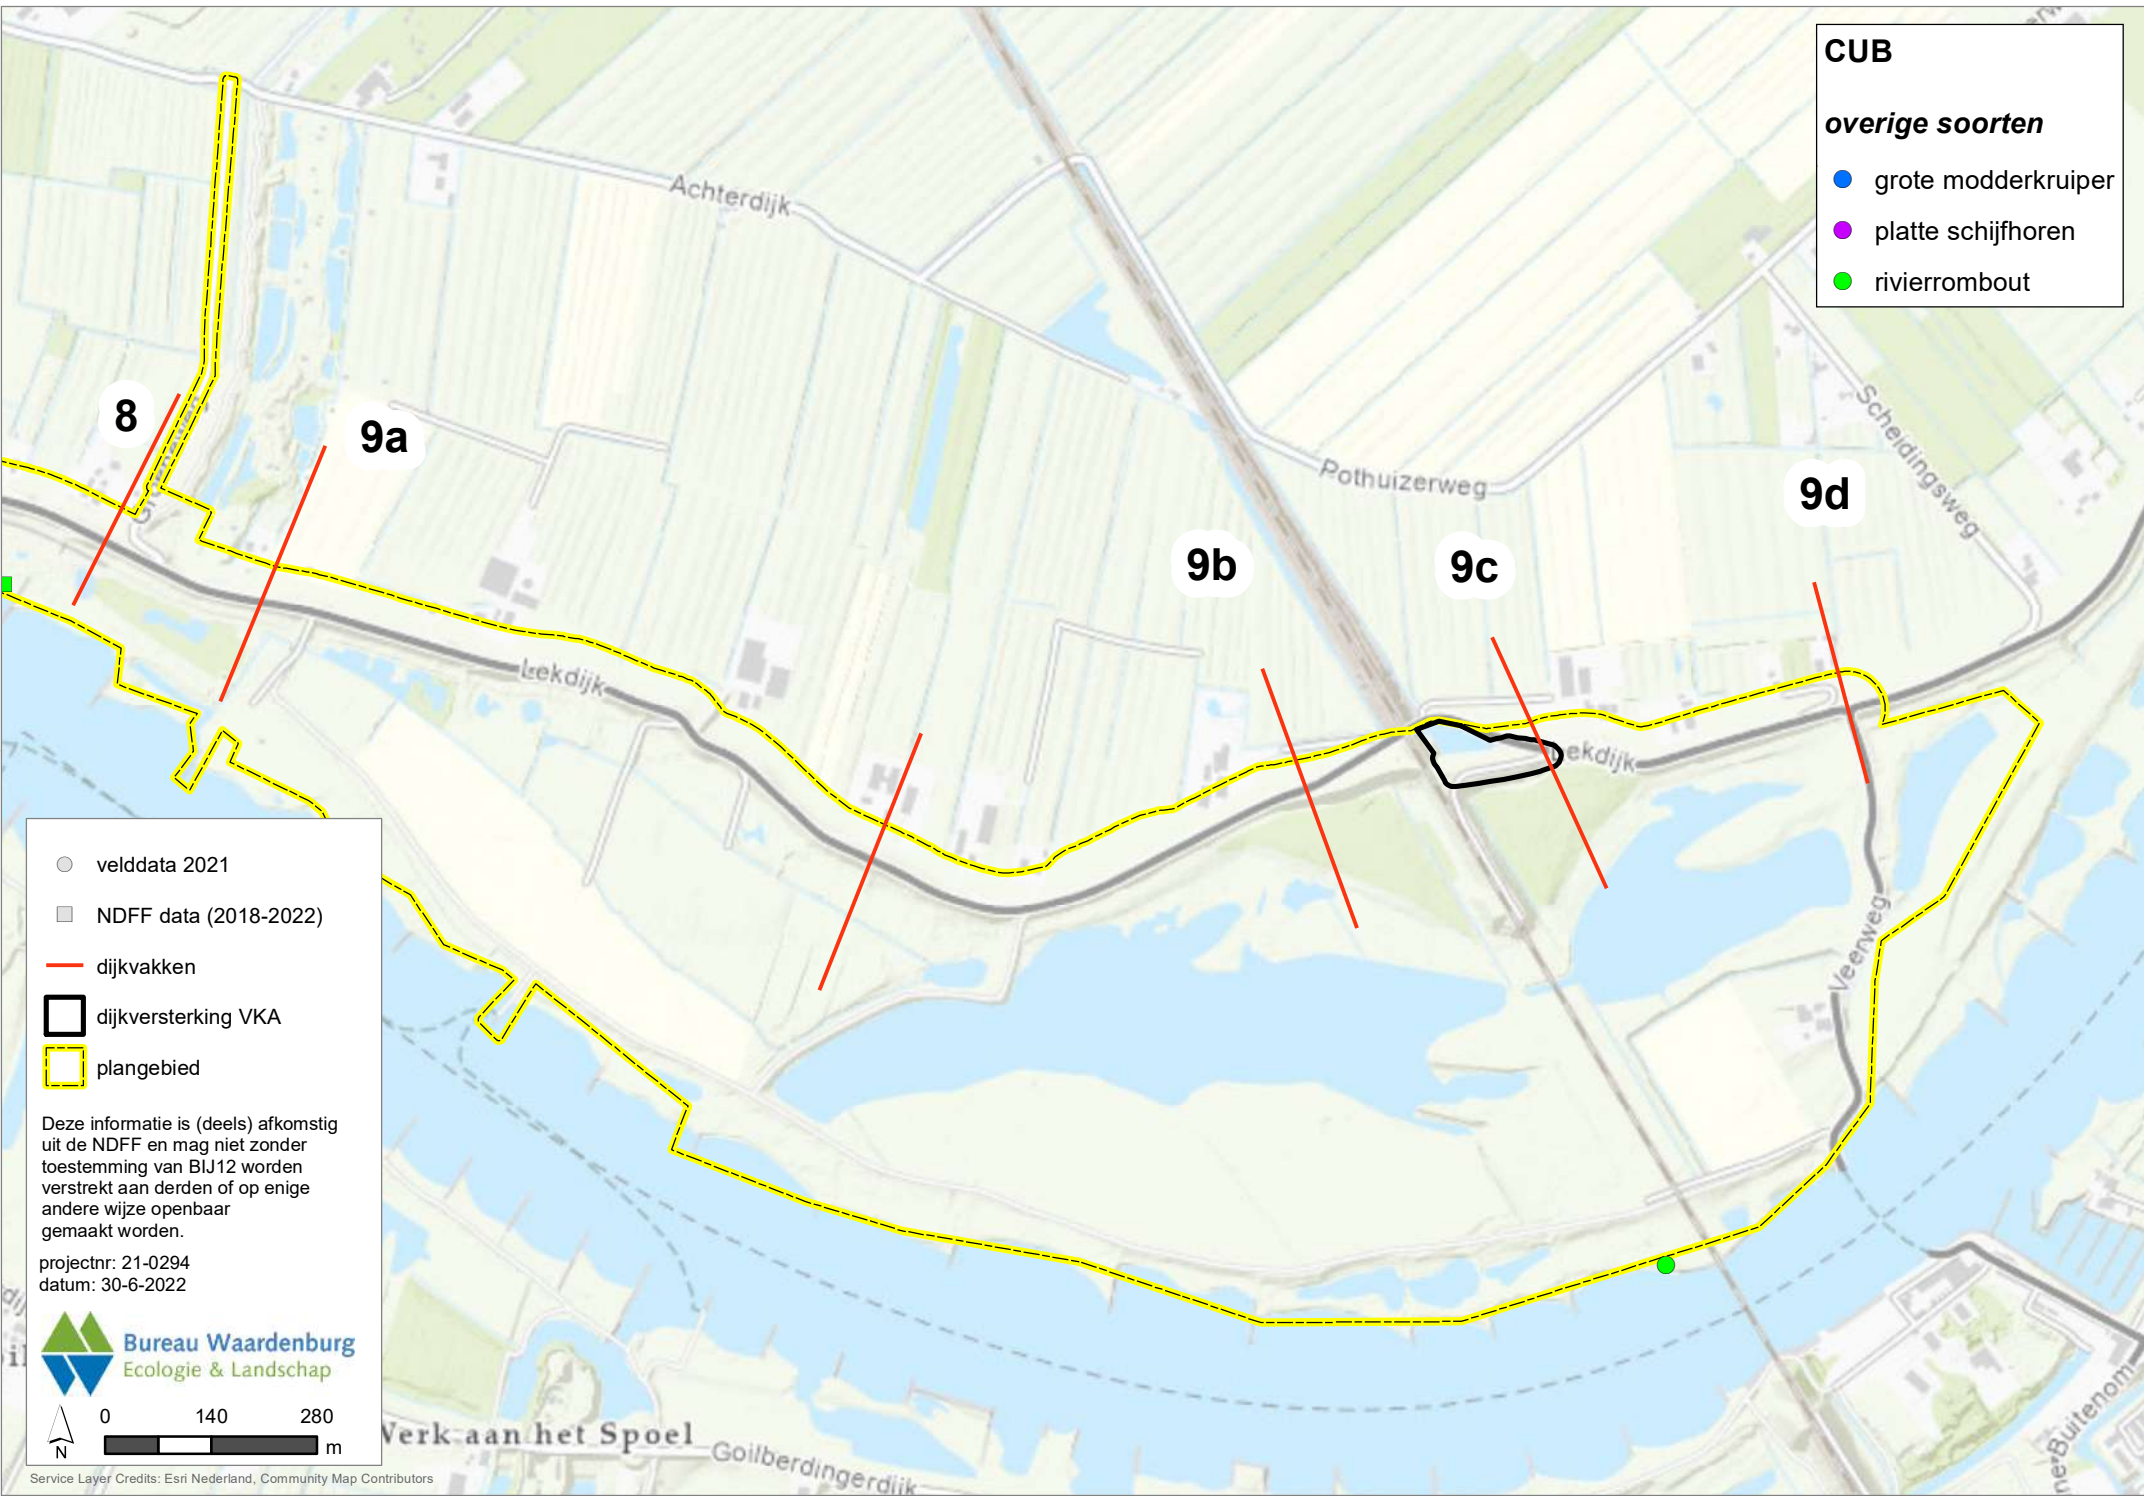 CUB
overige soorten
grote modderkruiper
platte schijfhoren
rivierrombout
Achterdijk
8
9a
Scheidingsweg
Pothuizerweg
9d
9b
9c
Lekdijk
ekdijk
Veerweg
velddata 2021
NDFF data (2018-2022)
dijkvakken
dijkversterking VKA
plangebied
Deze informatie is (deels) afkomstig
uit de NDFF en mag niet zonder
toestemming van BIJ12 worden
verstrekt aan derden of op enige
andere wijze openbaar
gemaakt worden.
projectnr: 21-0294
datum: 30-6-2022
Bureau Waardenburg
Ecologie & Landschap
0 140 280
m
N
Werk aan het Spoel
Goilberdingerdijk
Buitenom
Service Layer Credits: Esri Nederland, Community Map Contributors